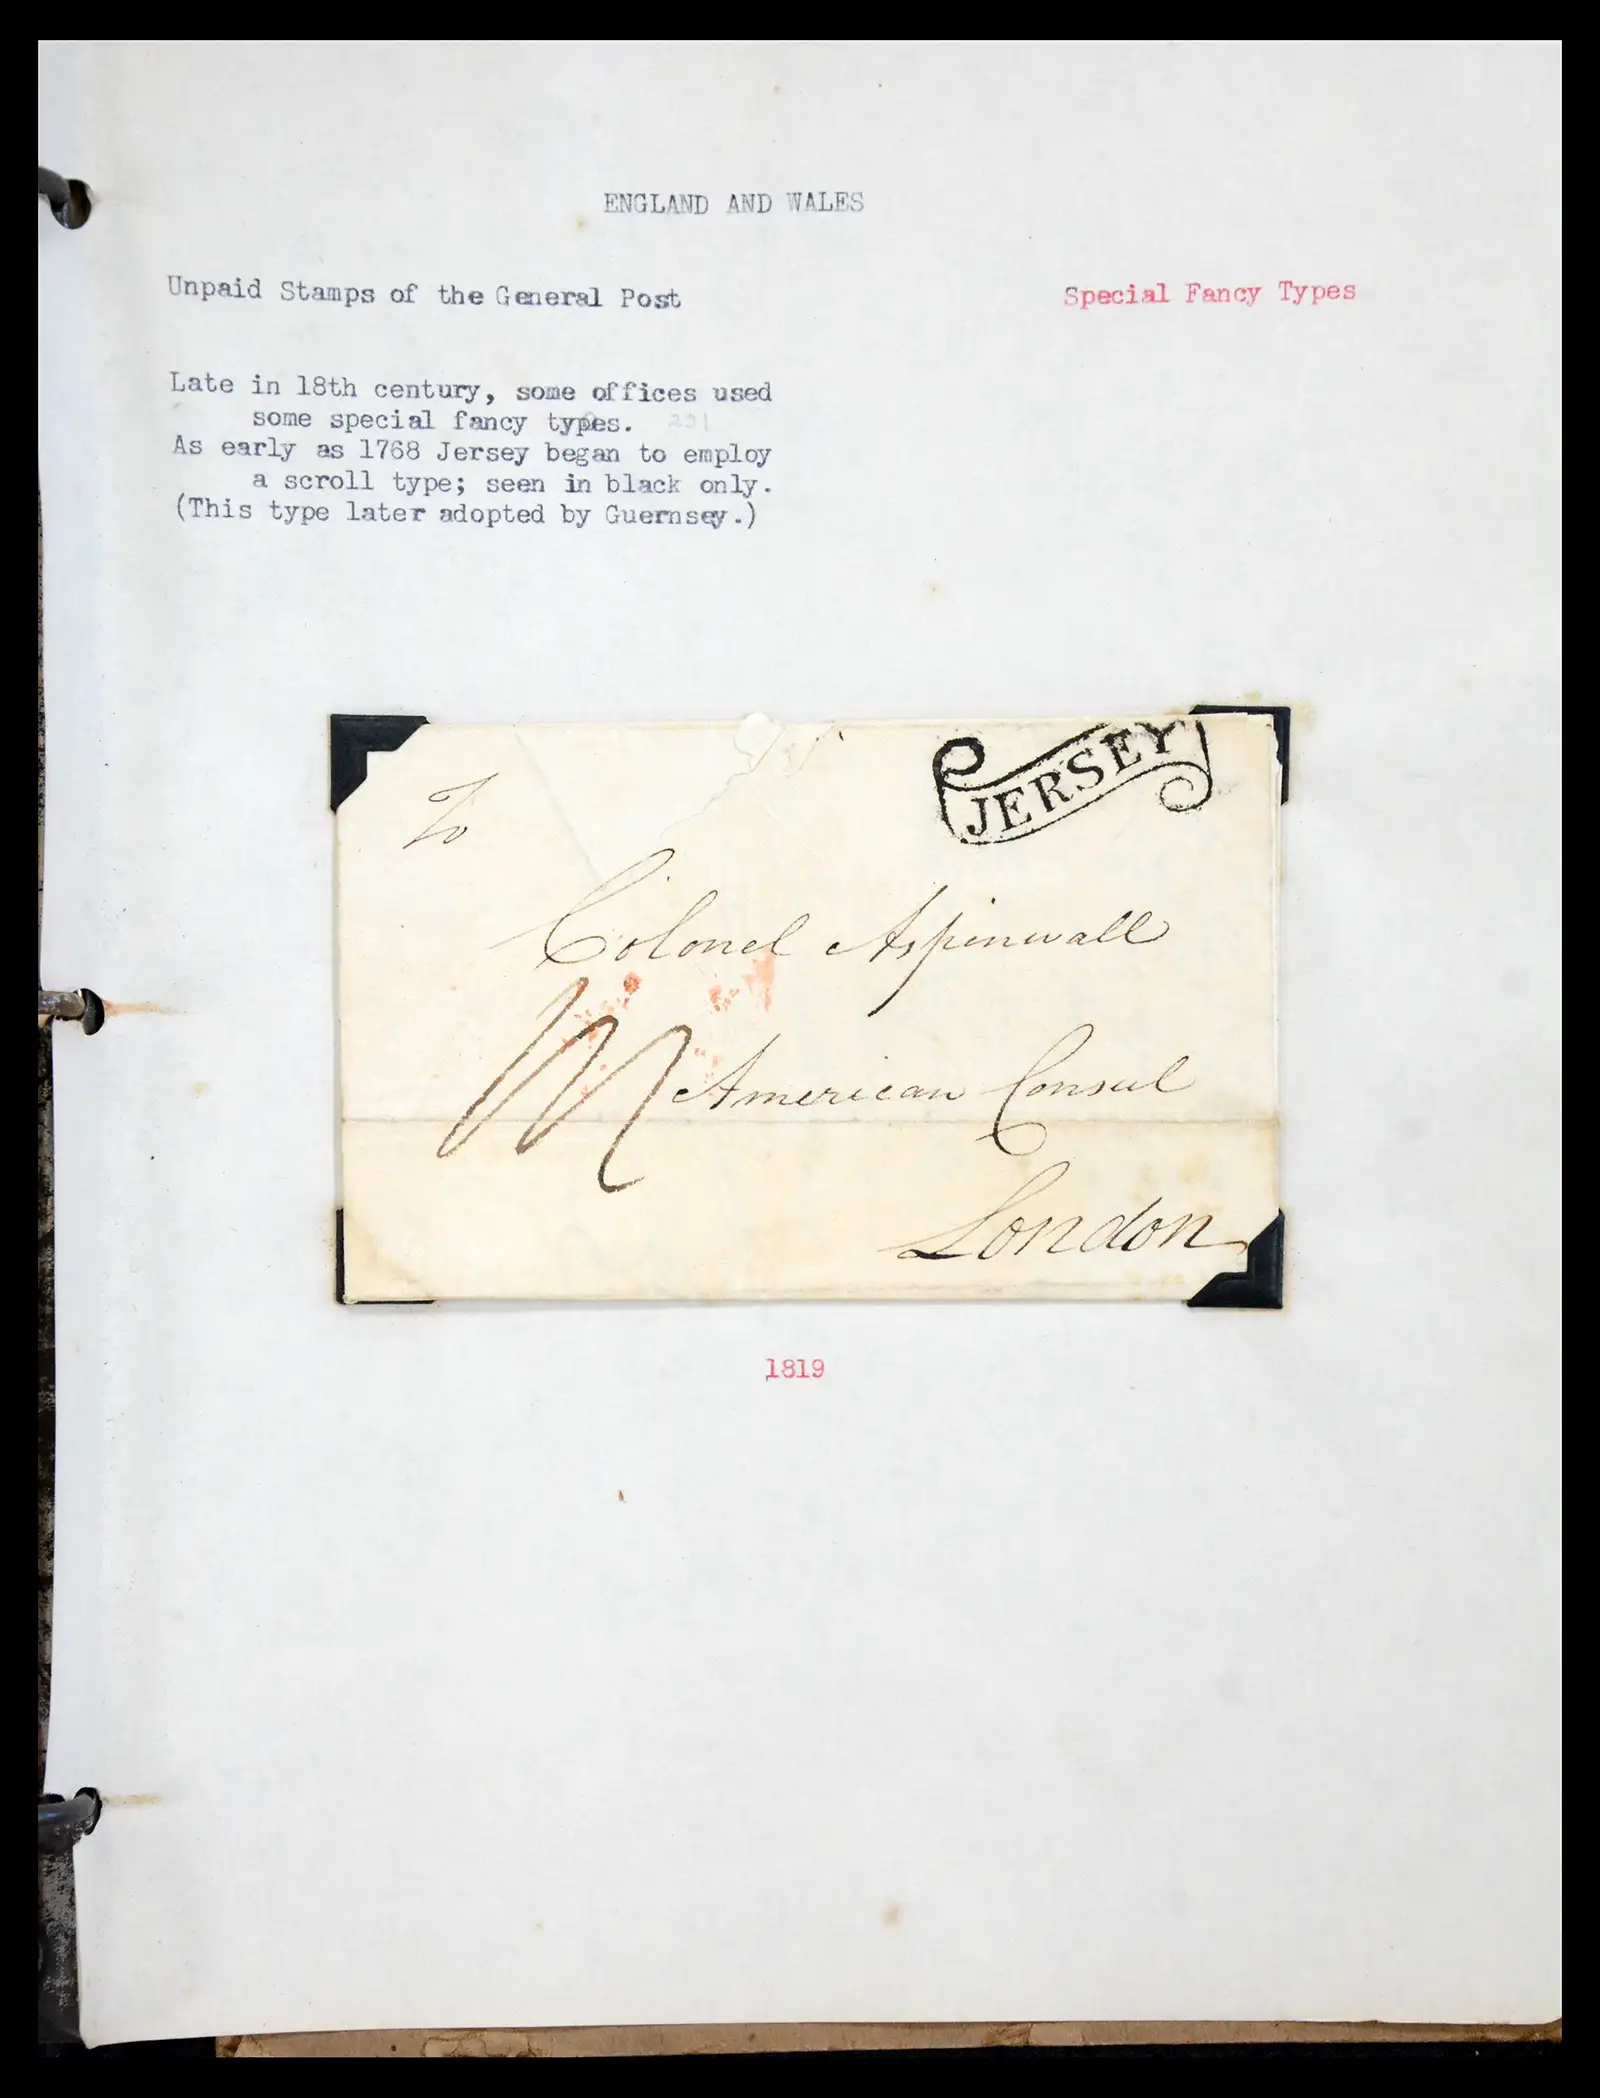 ENGLAND AND WALES
Unpaid Stamps of the General Post
Special Fancy Types
Late in 18th century, some offices used
some special fancy types. 231
As early as 1768 Jersey began to employ
a scroll type; seen in black only.
(This type later adopted by Guernsey.)
JERSEY
To
Colonel Aspinwall
American Consul
London
1819